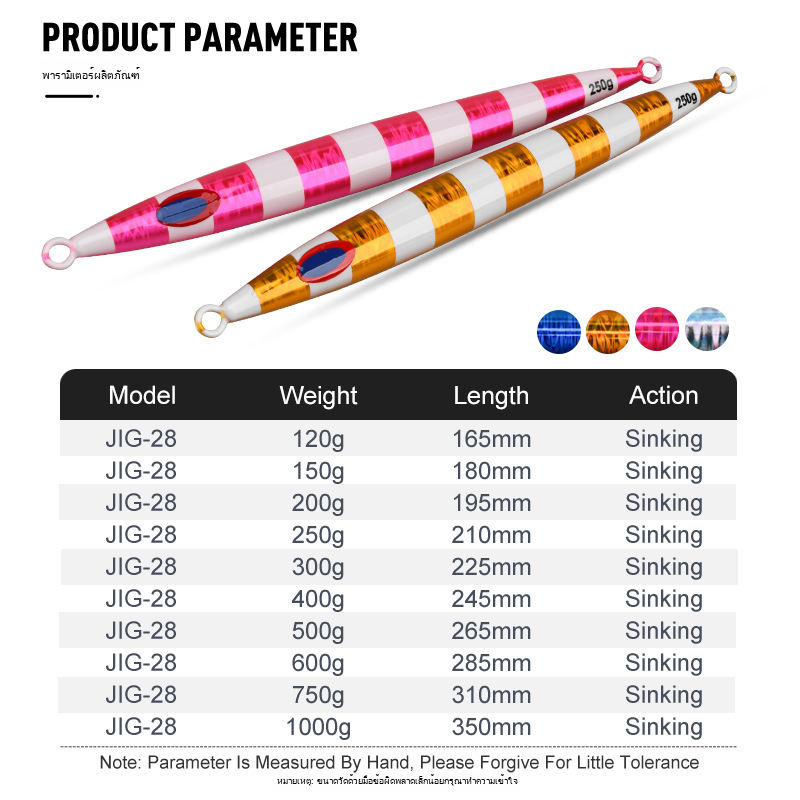 PRODUCT PARAMETER
พารามิเตอร์ผลิตภัณฑ์
250g
250g
Model Weight Length Action
JIG-28 120g 165mm Sinking
JIG-28 150g 180mm Sinking
JIG-28 200g 195mm Sinking
JIG-28 250g 210mm Sinking
JIG-28 300g 225mm Sinking
JIG-28 400g 245mm Sinking
JIG-28 500g 265mm Sinking
JIG-28 600g 285mm Sinking
JIG-28 750g 310mm Sinking
JIG-28 1000g 350mm Sinking
Note: Parameter Is Measured By Hand, Please Forgive For Little Tolerance
หมายเหตุ: ขนาดวัดด้วยมือข้อผิดพลาดเล็กน้อยกรุณาทำความเข้าใจ